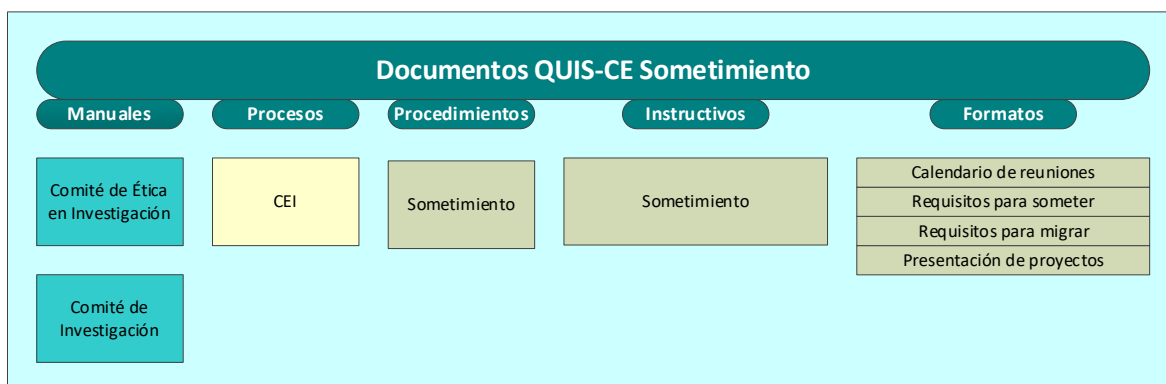 Documentos QUIS-CE Sometimiento
Manuales
Procesos
Procedimientos
Instructivos
Formatos
Comité de Ética
en Investigación
CEI
Sometimiento
Sometimiento
Calendario de reuniones
Requisitos para someter
Requisitos para migrar
Presentación de proyectos
Comité de
Investigación